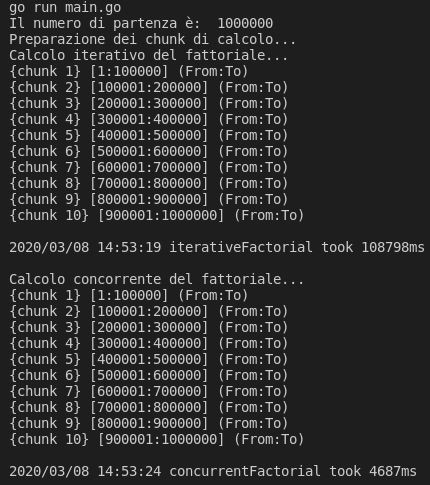 go run main.go
Il numero di partenza è:  1000000
Preparazione dei chunk di calcolo...
Calcolo iterativo del fattoriale...
{chunk 1} [1:100000] (From:To)
{chunk 2} [100001:200000] (From:To)
{chunk 3} [200001:300000] (From:To)
{chunk 4} [300001:400000] (From:To)
{chunk 5} [400001:500000] (From:To)
{chunk 6} [500001:600000] (From:To)
{chunk 7} [600001:700000] (From:To)
{chunk 8} [700001:800000] (From:To)
{chunk 9} [800001:900000] (From:To)
{chunk 10} [900001:1000000] (From:To)
2020/03/08 14:53:19 iterativeFactorial took 108798ms
Calcolo concorrente del fattoriale...
{chunk 1} [1:100000] (From:To)
{chunk 2} [100001:200000] (From:To)
{chunk 3} [200001:300000] (From:To)
{chunk 4} [300001:400000] (From:To)
{chunk 5} [400001:500000] (From:To)
{chunk 6} [500001:600000] (From:To)
{chunk 7} [600001:700000] (From:To)
{chunk 8} [700001:800000] (From:To)
{chunk 9} [800001:900000] (From:To)
{chunk 10} [900001:1000000] (From:To)
2020/03/08 14:53:24 concurrentFactorial took 4687ms